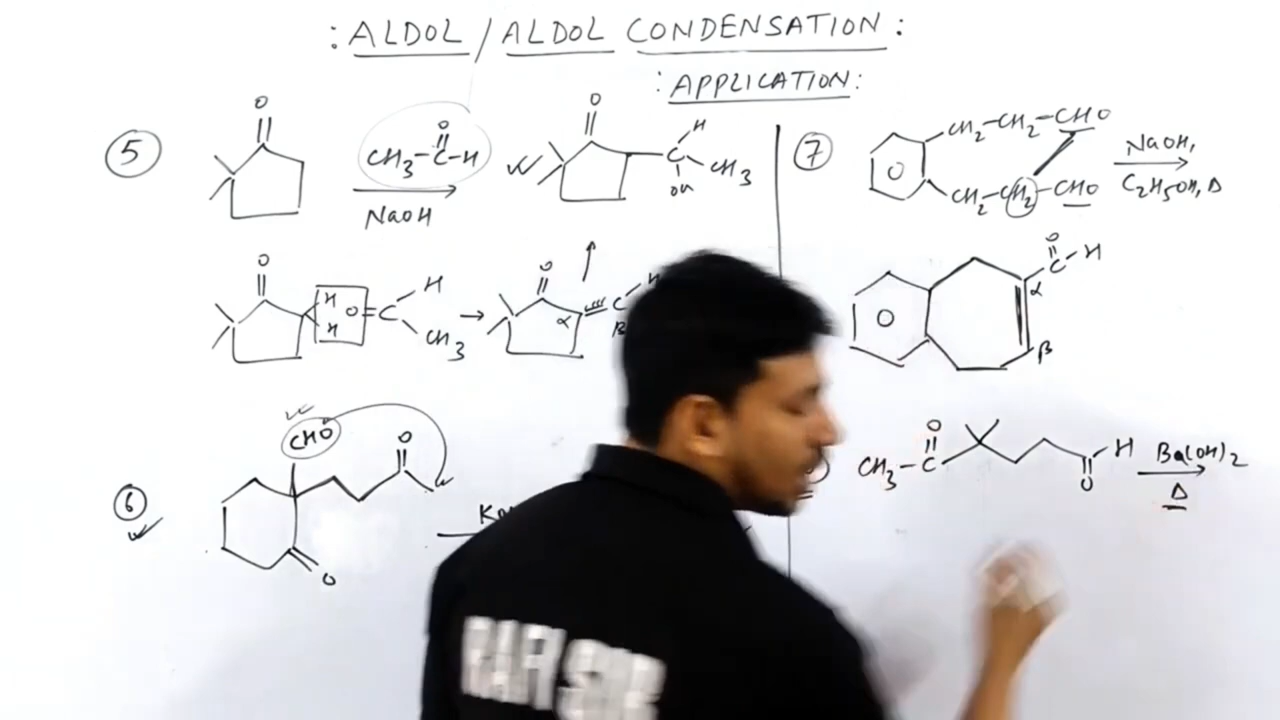 : ALDOL / ALDOL CONDENSATION :
: APPLICATION :
5
O
CH3-C-H
O
NaOH
O
H
C
OH
CH3
O
H
H
O=C
H
CH3
→
O
α
C
β
H
6
CHO
O
O
7
O
CH2-CH2-CHO
CH2-CH2-CHO
NaOH,
C2H5OH, Δ
O
O
C-H
α
β
O
CH3-C
H
O
Ba(OH)2
Δ